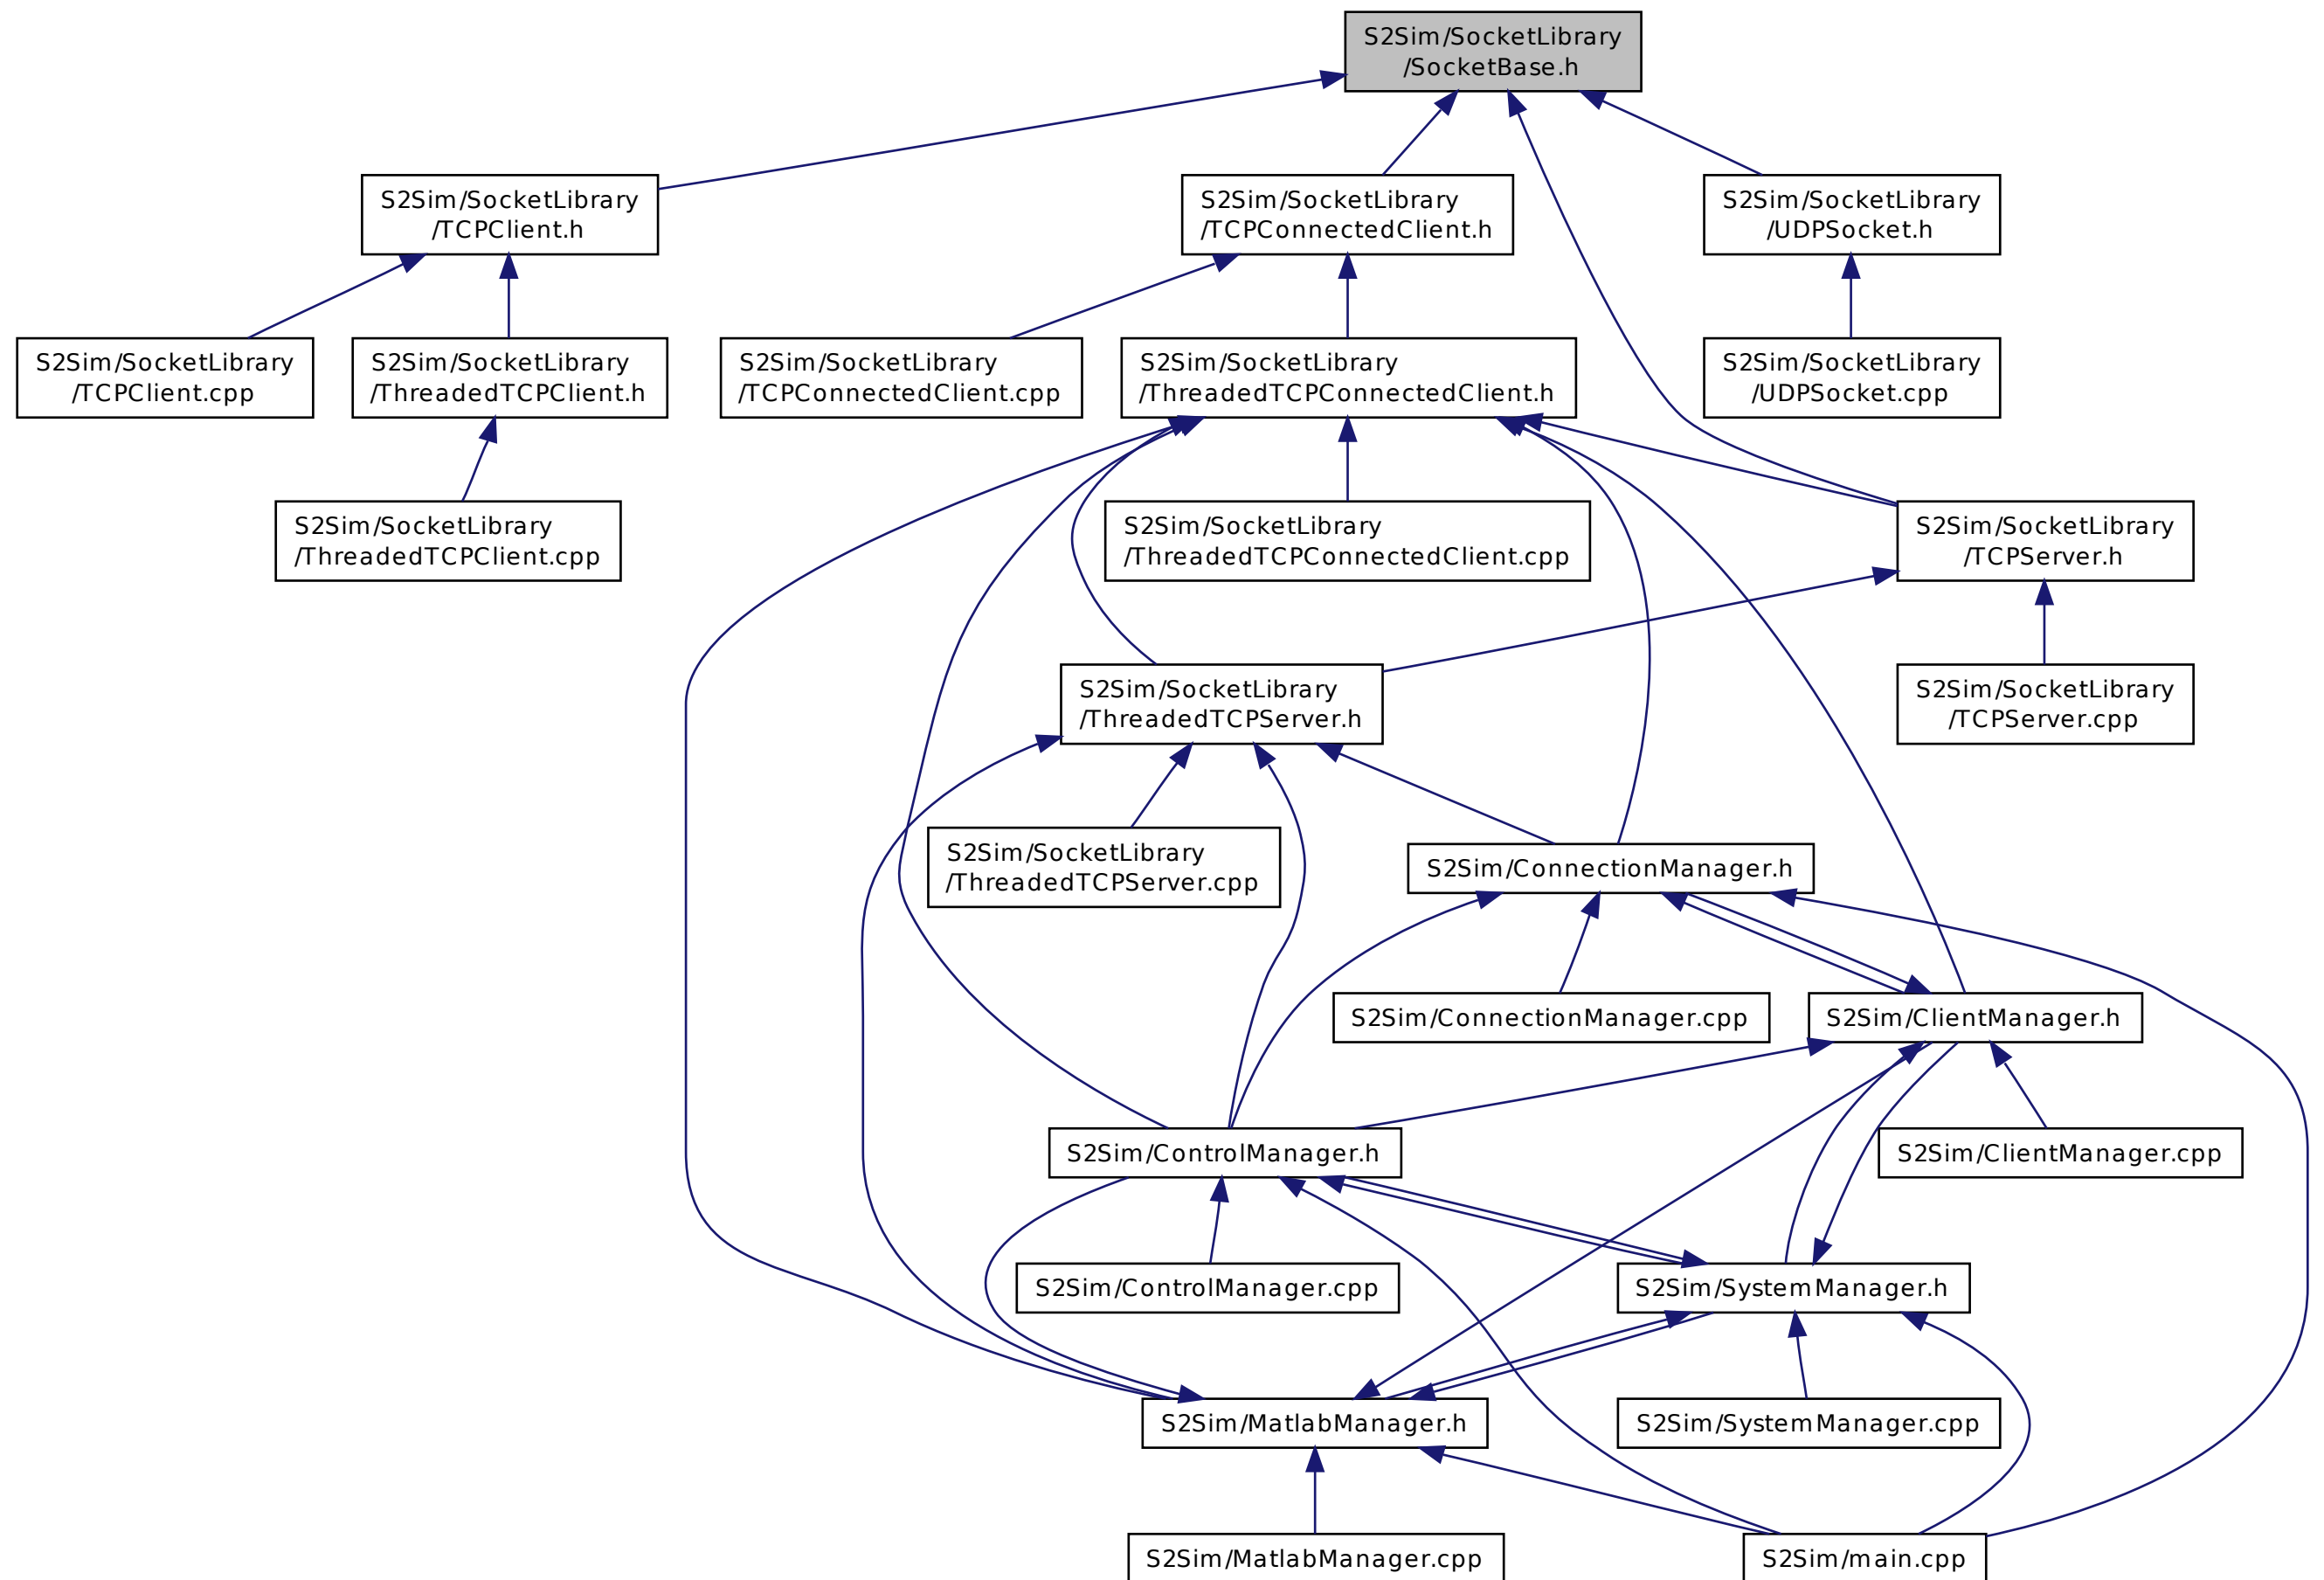 S2Sim/SocketLibrary
/SocketBase.h
S2Sim/SocketLibrary
/TCPClient.h
S2Sim/SocketLibrary
/TCPConnectedClient.h
S2Sim/SocketLibrary
/UDPSocket.h
S2Sim/SocketLibrary
/TCPClient.cpp
S2Sim/SocketLibrary
/ThreadedTCPClient.h
S2Sim/SocketLibrary
/TCPConnectedClient.cpp
S2Sim/SocketLibrary
/ThreadedTCPConnectedClient.h
S2Sim/SocketLibrary
/UDPSocket.cpp
S2Sim/SocketLibrary
/ThreadedTCPClient.cpp
S2Sim/SocketLibrary
/ThreadedTCPConnectedClient.cpp
S2Sim/SocketLibrary
/TCPServer.h
S2Sim/SocketLibrary
/ThreadedTCPServer.h
S2Sim/SocketLibrary
/TCPServer.cpp
S2Sim/SocketLibrary
/ThreadedTCPServer.cpp
S2Sim/ConnectionManager.h
S2Sim/ConnectionManager.cpp
S2Sim/ClientManager.h
S2Sim/ControlManager.h
S2Sim/ClientManager.cpp
S2Sim/ControlManager.cpp
S2Sim/SystemManager.h
S2Sim/MatlabManager.h
S2Sim/SystemManager.cpp
S2Sim/MatlabManager.cpp
S2Sim/main.cpp